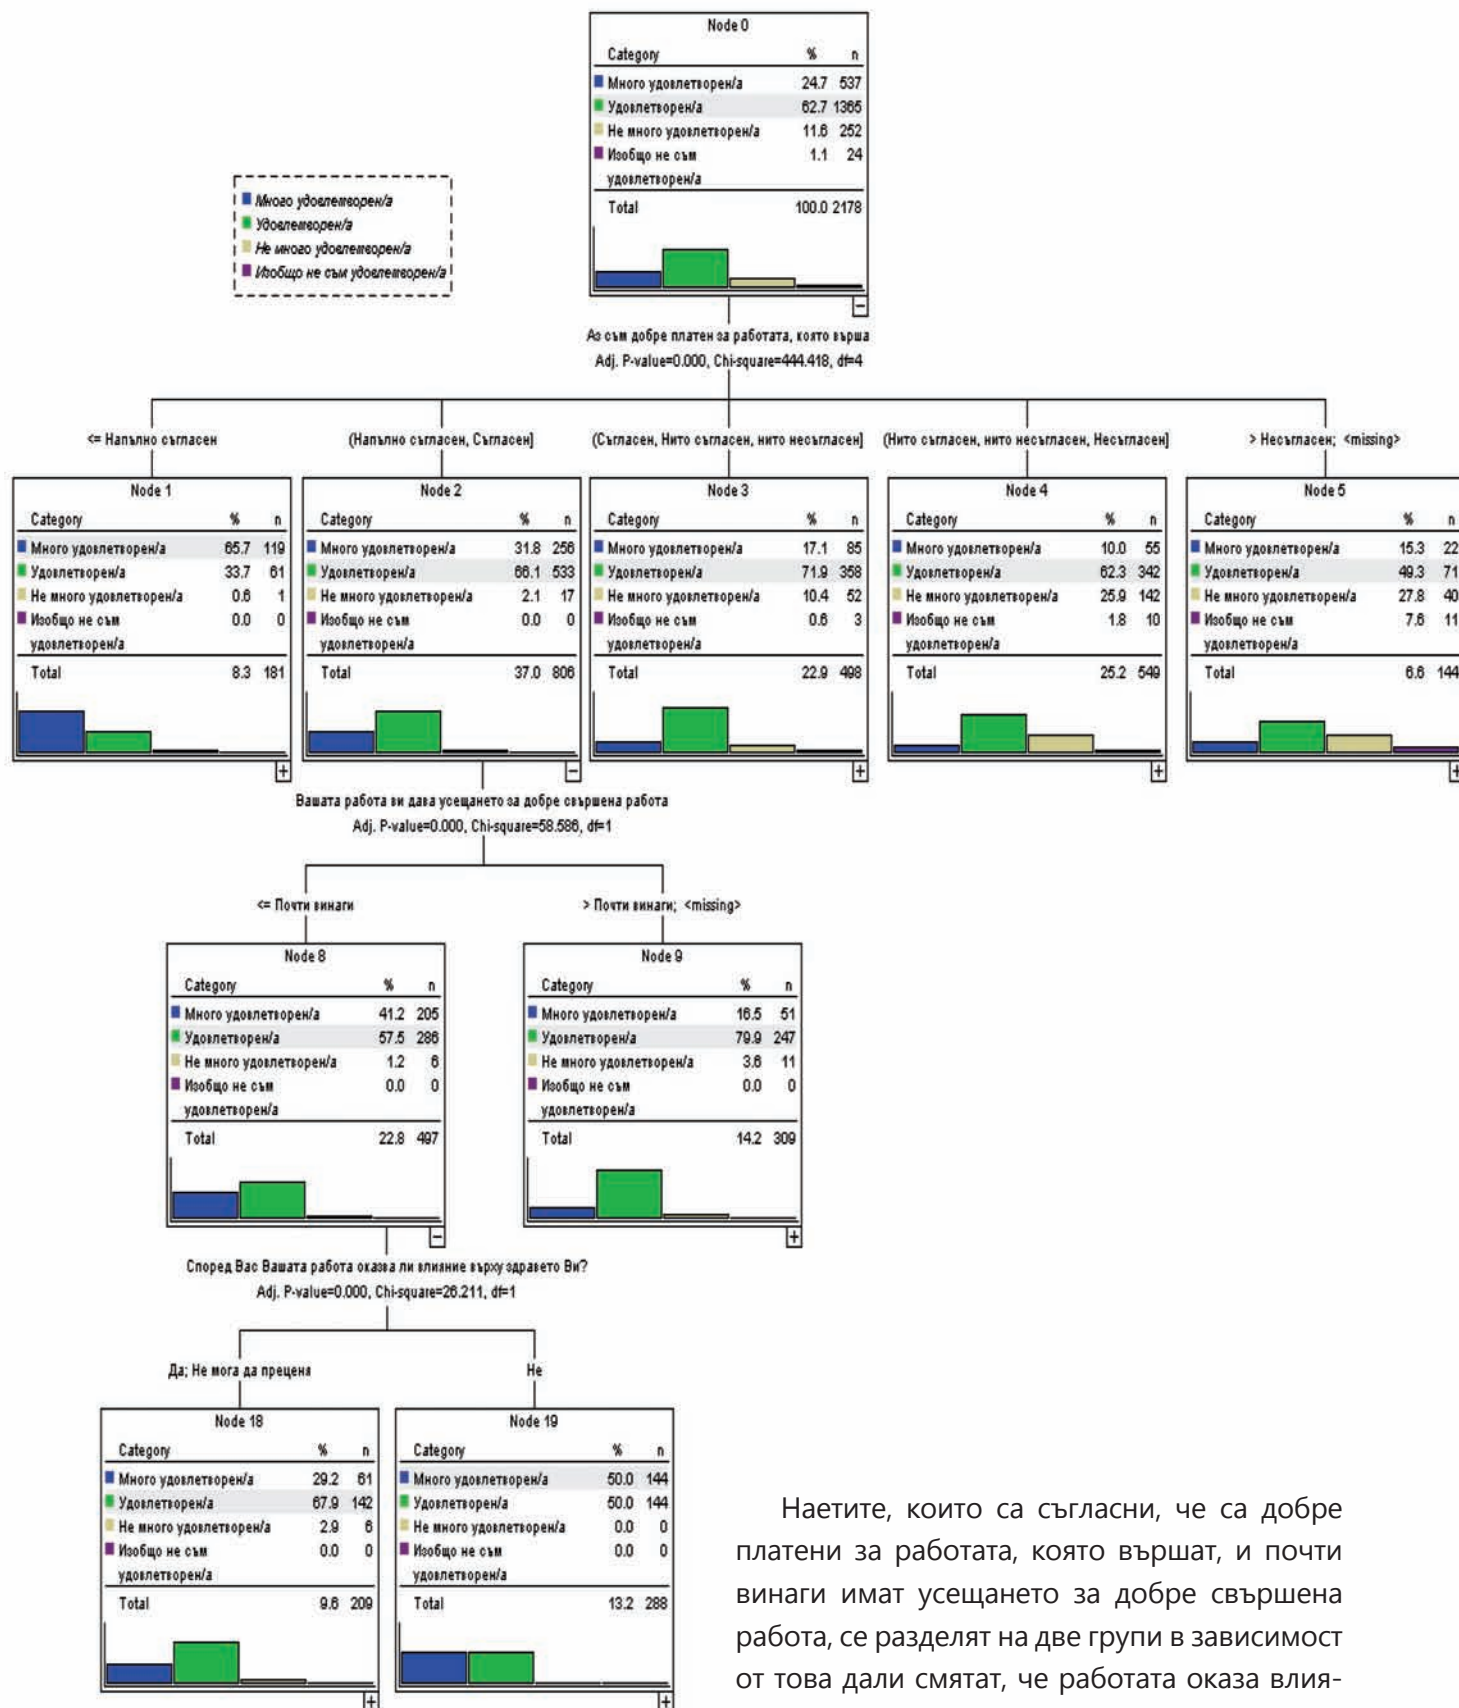 Node 0
Category % n
Много удовлетворен/а 24.7 537
Удовлетворен/а 62.7 1365
Не много удовлетворен/а 11.6 252
Изобщо не съм 1.1 24
удовлетворен/а
Total 100.0 2178
Много удовлетворен/а
Удовлетворен/а
Не много удовлетворен/а
Изобщо не съм удовлетворен/а
Аз съм добре платен за работата, която върша
Adj. P-value=0.000, Chi-square=444.418, df=4
<= Напълно съгласен
(Напълно съгласен, Съгласен]
(Съгласен, Нито съгласен, нито несъгласен]
(Нито съгласен, нито несъгласен, Несъгласен]
> Несъгласен; <missing>
Node 1
Category % n
Много удовлетворен/а 65.7 119
Удовлетворен/а 33.7 61
Не много удовлетворен/а 0.6 1
Изобщо не съм 0.0 0
удовлетворен/а
Total 8.3 181
Node 2
Category % n
Много удовлетворен/а 31.8 256
Удовлетворен/а 66.1 533
Не много удовлетворен/а 2.1 17
Изобщо не съм 0.0 0
удовлетворен/а
Total 37.0 806
Node 3
Category % n
Много удовлетворен/а 17.1 85
Удовлетворен/а 71.9 358
Не много удовлетворен/а 10.4 52
Изобщо не съм 0.6 3
удовлетворен/а
Total 22.9 498
Node 4
Category % n
Много удовлетворен/а 10.0 55
Удовлетворен/а 62.3 342
Не много удовлетворен/а 25.9 142
Изобщо не съм 1.8 10
удовлетворен/а
Total 25.2 549
Node 5
Category % n
Много удовлетворен/а 15.3 22
Удовлетворен/а 49.3 71
Не много удовлетворен/а 27.8 40
Изобщо не съм 7.6 11
удовлетворен/а
Total 6.6 144
Вашата работа ви дава усещането за добре свършена работа
Adj. P-value=0.000, Chi-square=58.586, df=1
<= Почти винаги
> Почти винаги; <missing>
Node 8
Category % n
Много удовлетворен/а 41.2 205
Удовлетворен/а 57.5 286
Не много удовлетворен/а 1.2 6
Изобщо не съм 0.0 0
удовлетворен/а
Total 22.8 497
Node 9
Category % n
Много удовлетворен/а 16.5 51
Удовлетворен/а 79.9 247
Не много удовлетворен/а 3.6 11
Изобщо не съм 0.0 0
удовлетворен/а
Total 14.2 309
Според Вас Вашата работа оказва ли влияние върху здравето Ви?
Adj. P-value=0.000, Chi-square=26.211, df=1
Да; Не мога да преценя
Не
Node 18
Category % n
Много удовлетворен/а 29.2 61
Удовлетворен/а 67.9 142
Не много удовлетворен/а 2.9 6
Изобщо не съм 0.0 0
удовлетворен/а
Total 9.6 209
Node 19
Category % n
Много удовлетворен/а 50.0 144
Удовлетворен/а 50.0 144
Не много удовлетворен/а 0.0 0
Изобщо не съм 0.0 0
удовлетворен/а
Total 13.2 288
Наетите, които са съгласни, че са добре
платени за работата, която вършат, и почти
винаги имат усещането за добре свършена
работа, се разделят на две групи в зависимост
от това дали смятат, че работата оказа влия-